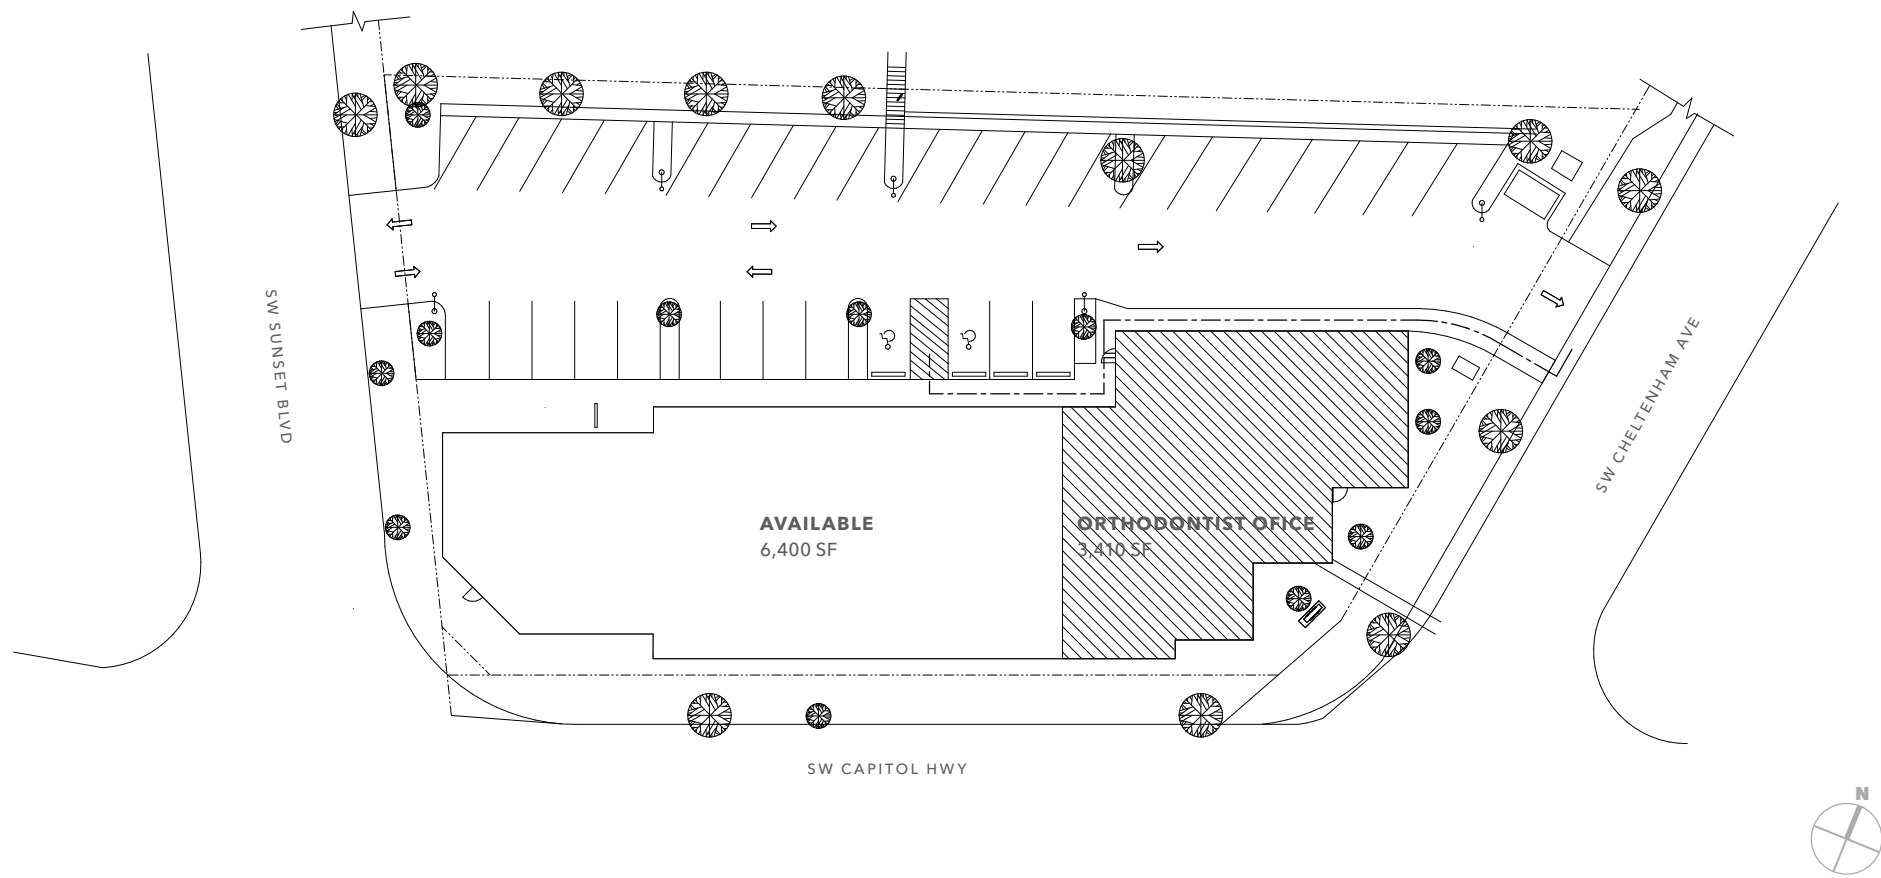 SW SUNSET BLVD
SW CHELTENHAM AVE
AVAILABLE
6,400 SF
ORTHODONTIST OFICE
3,410 SF
SW CAPITOL HWY
N